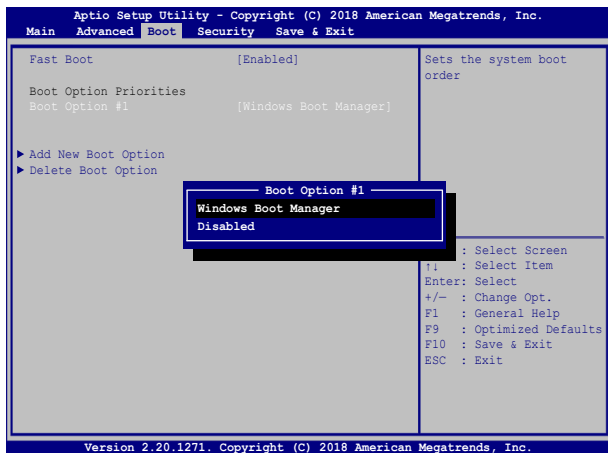 Aptio Setup Utility - Copyright (C) 2018 American Megatrends, Inc.
Main Advanced Boot Security Save & Exit
Fast Boot [Enabled]
Boot Option Priorities
Boot Option #1 [Windows Boot Manager]
▶ Add New Boot Option
▶ Delete Boot Option
Sets the system boot
order
Boot Option #1
Windows Boot Manager
Disabled
: Select Screen
↑↓ : Select Item
Enter: Select
+/— : Change Opt.
F1 : General Help
F9 : Optimized Defaults
F10 : Save & Exit
ESC : Exit
Version 2.20.1271. Copyright (C) 2018 American Megatrends, Inc.